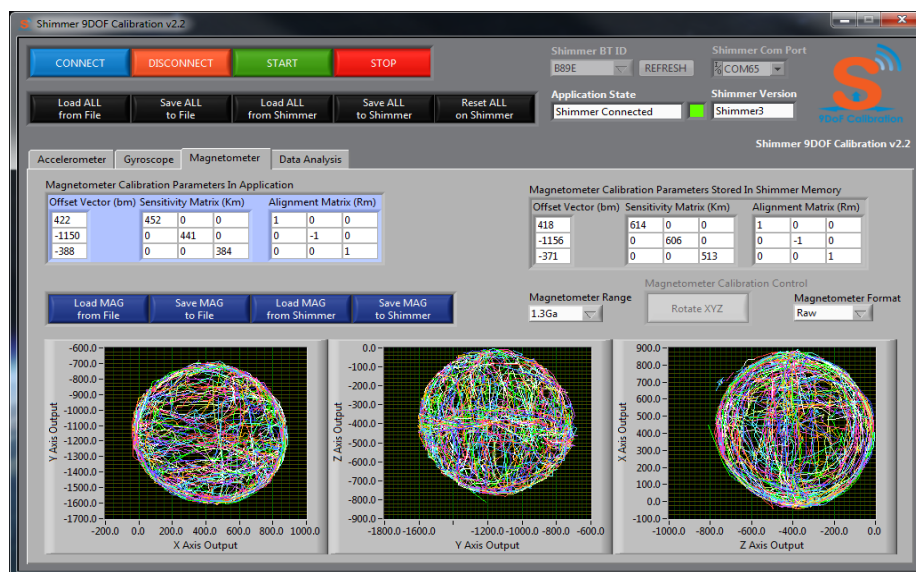 Shimmer 9DOF Calibration v2.2
CONNECT DISCONNECT START STOP
Shimmer BT ID Shimmer Com Port
B89E REFRESH COM65
Load ALL from File Save ALL to File Load ALL from Shimmer Save ALL to Shimmer Reset ALL on Shimmer
Application State Shimmer Version
Shimmer Connected Shimmer3
9DoF Calibration
Shimmer 9DOF Calibration v2.2
Accelerometer Gyroscope Magnetometer Data Analysis
Magnetometer Calibration Parameters In Application
Offset Vector (bm) Sensitivity Matrix (Km) Alignment Matrix (Rm)
422 452 0 0 1 0 0
-1150 0 441 0 0 -1 0
-388 0 0 384 0 0 1
Magnetometer Calibration Parameters Stored In Shimmer Memory
Offset Vector (bm) Sensitivity Matrix (Km) Alignment Matrix (Rm)
418 614 0 0 1 0 0
-1156 0 606 0 0 -1 0
-371 0 0 513 0 0 1
Load MAG from File Save MAG to File Load MAG from Shimmer Save MAG to Shimmer
Magnetometer Calibration Control
Magnetometer Range Magnetometer Format
1.3Ga Rotate XYZ Raw
-600.0
-700.0
-800.0
-900.0
-1000.0
-1100.0
-1200.0
-1300.0
-1400.0
-1500.0
-1600.0
-1700.0
Y Axis Output
-200.0 0.0 200.0 400.0 600.0 800.0 1000.0
X Axis Output
0.0
-100.0
-200.0
-300.0
-400.0
-500.0
-600.0
-700.0
-800.0
-900.0
Z Axis Output
-1800.0 -1600.0 -1200.0 -1000.0 -800.0 -600.0
Y Axis Output
900.0
800.0
700.0
600.0
500.0
400.0
300.0
200.0
100.0
0.0
-100.0
X Axis Output
-1000.0 -800.0 -600.0 -400.0 -200.0 0.0
Z Axis Output